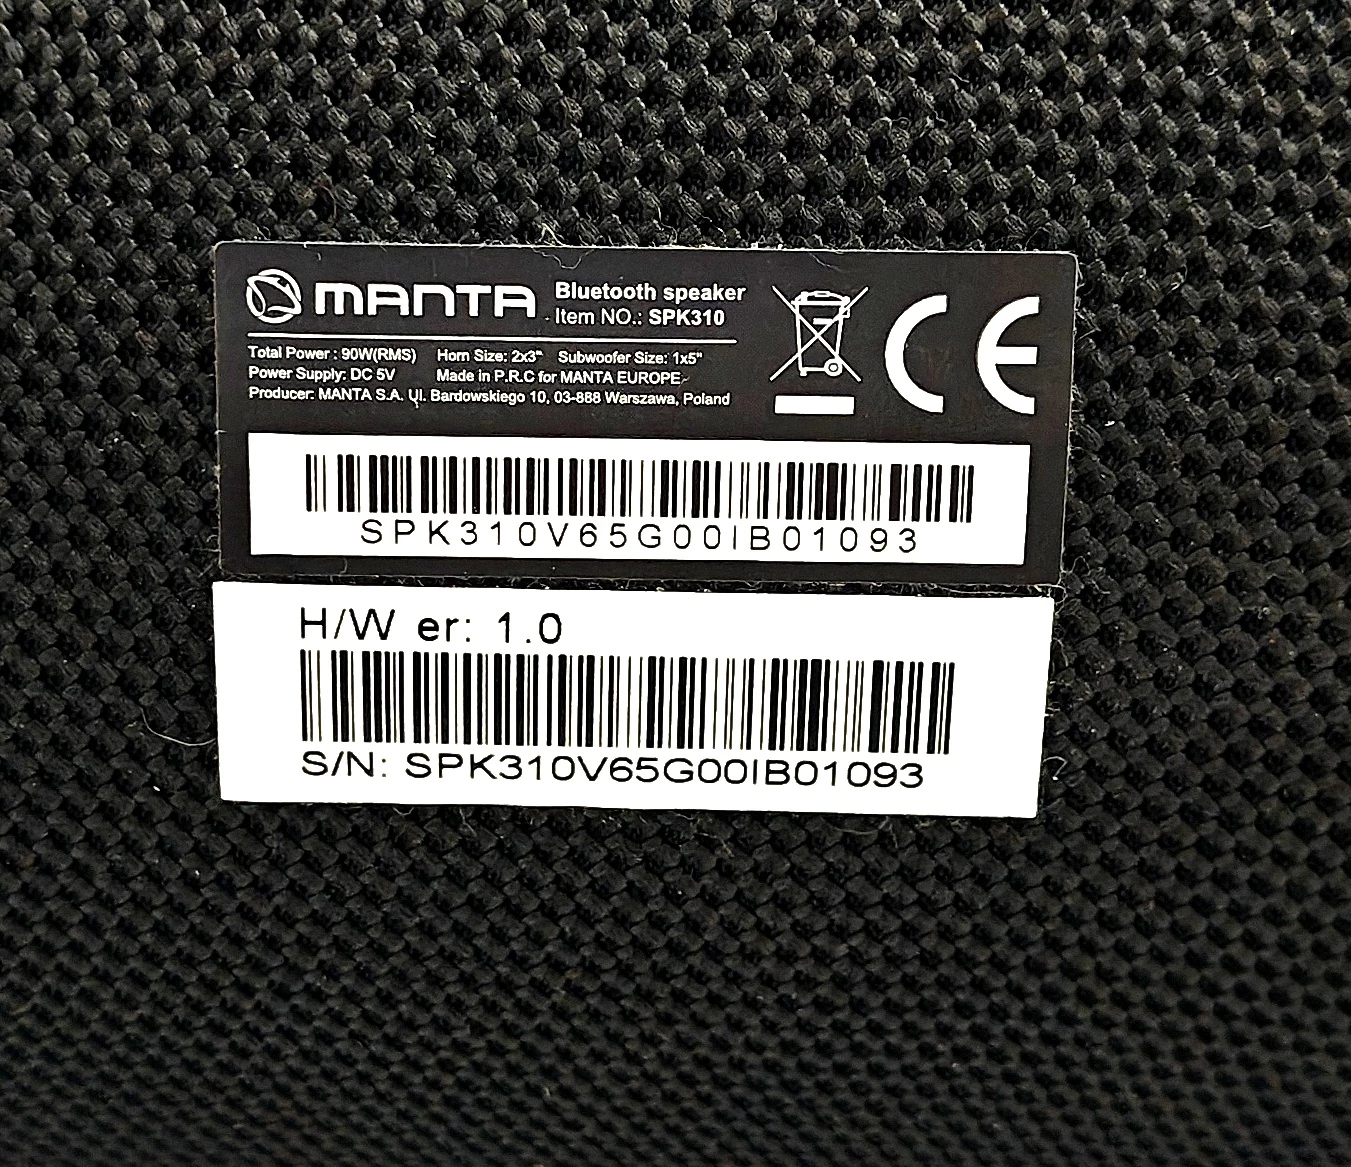 MANTA
Bluetooth speaker
Item NO.: SPK310
Total Power : 90W(RMS) Horn Size: 2x3" Subwoofer Size: 1x5"
Power Supply: DC 5V Made in P.R.C for MANTA EUROPE
Producer: MANTA S.A. Ul. Bardowskiego 10, 03-888 Warszawa, Poland
CE
SPK310V65G00IB01093
H/W er: 1.0
S/N: SPK310V65G00IB01093